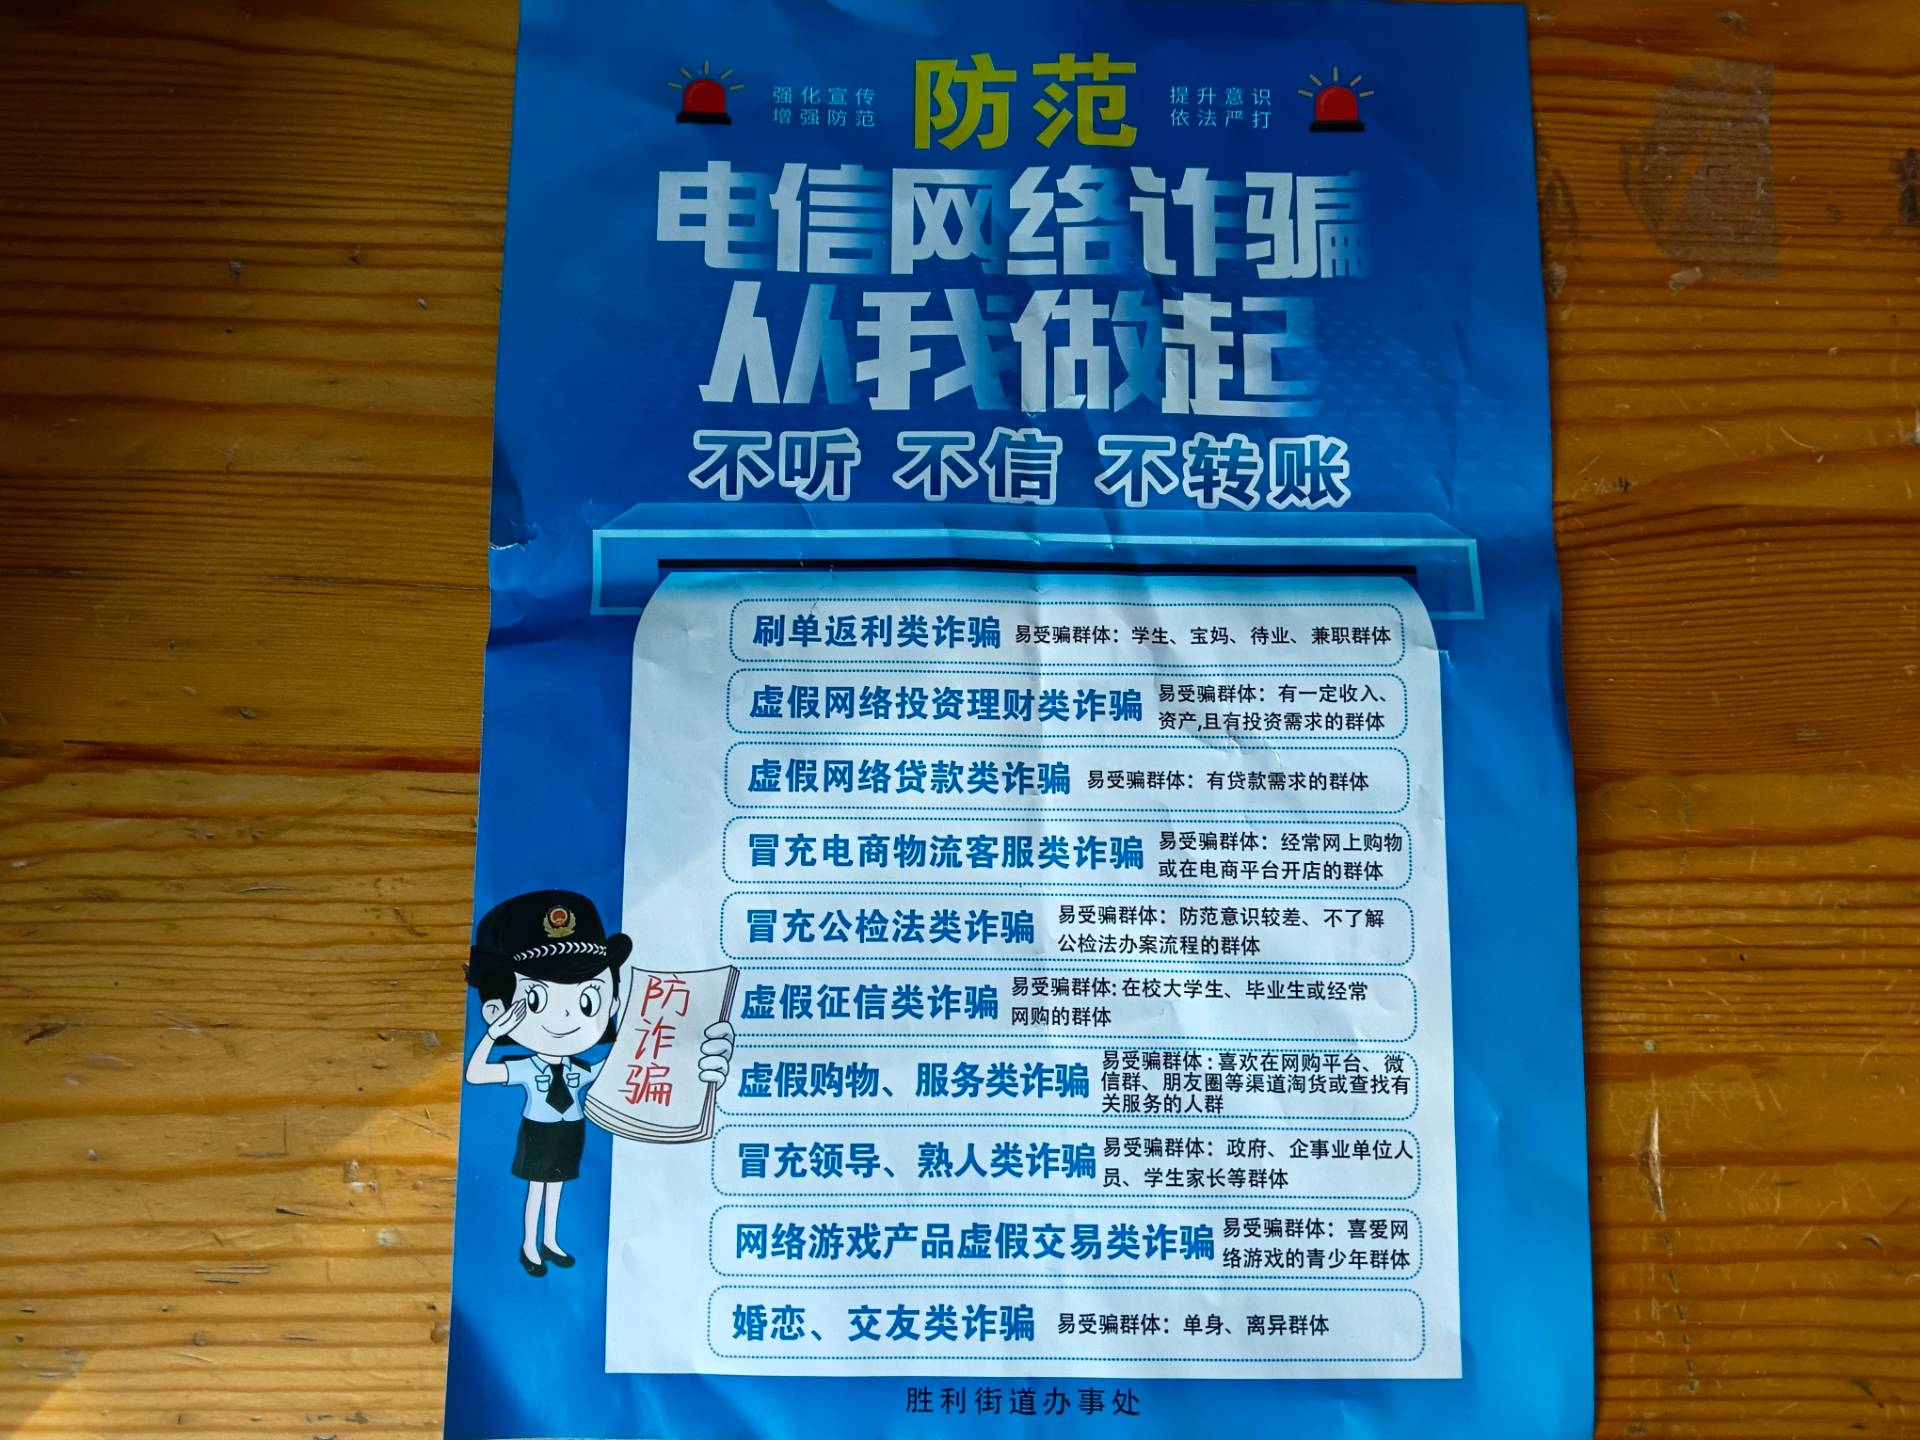 强化宣传
增强防范
防范
提升意识
依法严打
电信网络诈骗
从我做起
不听 不信 不转账
刷单返利类诈骗 易受骗群体：学生、宝妈、待业、兼职群体
虚假网络投资理财类诈骗 易受骗群体：有一定收入、
资产,且有投资需求的群体
虚假网络贷款类诈骗 易受骗群体：有贷款需求的群体
冒充电商物流客服类诈骗 易受骗群体：经常网上购物
或在电商平台开店的群体
冒充公检法类诈骗 易受骗群体：防范意识较差、不了解
公检法办案流程的群体
虚假征信类诈骗 易受骗群体:在校大学生、毕业生或经常
网购的群体
虚假购物、服务类诈骗 易受骗群体:喜欢在网购平台、微
信群、朋友圈等渠道淘货或查找有
关服务的人群
冒充领导、熟人类诈骗 易受骗群体：政府、企事业单位人
员、学生家长等群体
网络游戏产品虚假交易类诈骗 易受骗群体：喜爱网
络游戏的青少年群体
婚恋、交友类诈骗 易受骗群体：单身、离异群体
防
诈
骗
胜利街道办事处